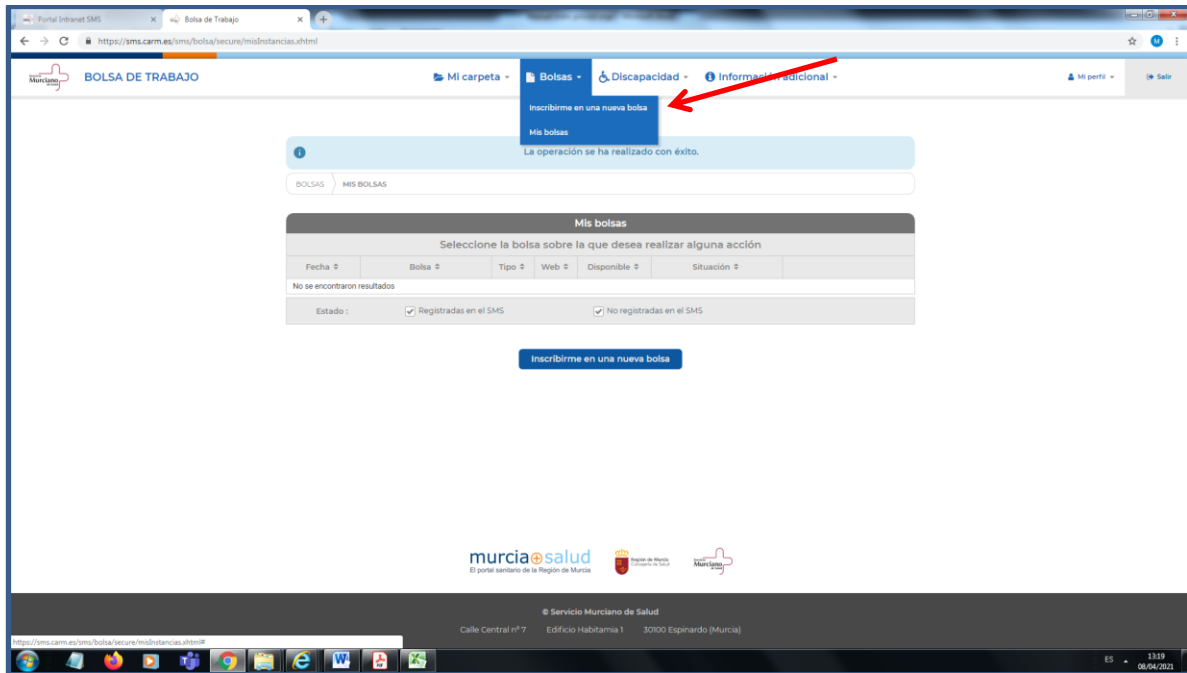 Portal Intranet SMS
Bolsa de Trabajo
https://sms.carm.es/sms/bolsa/secure/misInstancias.xhtml
M
Murciano
BOLSA DE TRABAJO
Mi carpeta
Bolsas
Discapacidad
Información adicional
Mi perfil
Salir
Inscribirme en una nueva bolsa
Mis bolsas
La operación se ha realizado con éxito.
BOLSAS
MIS BOLSAS
Mis bolsas
Seleccione la bolsa sobre la que desea realizar alguna acción
Fecha Bolsa Tipo Web Disponible Situación
No se encontraron resultados
Estado : Registradas en el SMS No registradas en el SMS
Inscribirme en una nueva bolsa
murcia salud
El portal sanitario de la Región de Murcia
Región de Murcia
Consejería de Salud
Murciano
© Servicio Murciano de Salud
Calle Central nº 7 Edificio Habitamia 1 30100 Espinardo (Murcia)
https://sms.carm.es/sms/bolsa/secure/misInstancias.xhtml#
ES
13:19
08/04/2021